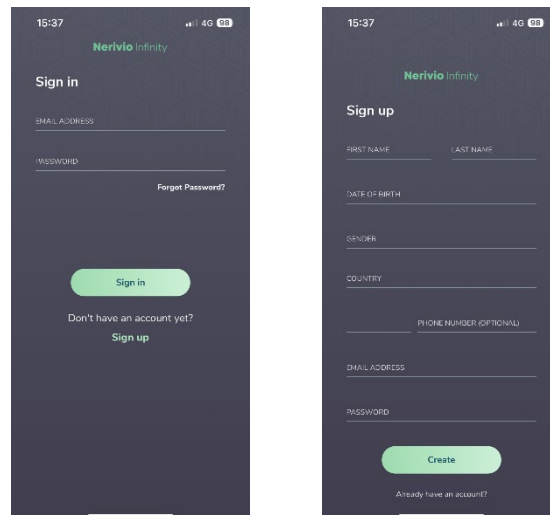 15:37
4G 98
Nerivio Infinity
Sign in
EMAIL ADDRESS
PASSWORD
Forgot Password?
Sign in
Don't have an account yet?
Sign up
15:37
4G 98
Nerivio Infinity
Sign up
FIRST NAME LAST NAME
DATE OF BIRTH
GENDER
COUNTRY
PHONE NUMBER (OPTIONAL)
EMAIL ADDRESS
PASSWORD
Create
Already have an account?